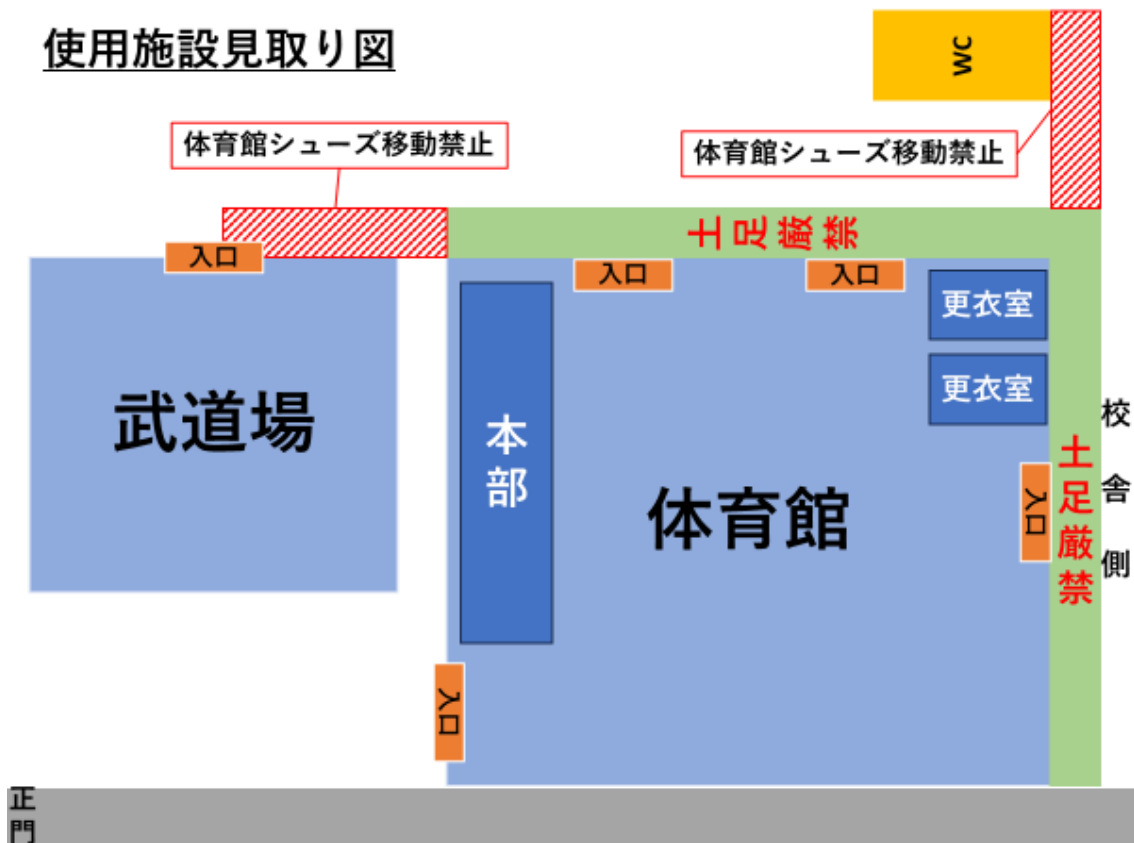 使用施設見取り図
WC
体育館シューズ移動禁止
体育館シューズ移動禁止
土足厳禁
入口
入口
入口
更衣室
更衣室
武道場
本部
体育館
入口
土足厳禁
校舎側
入口
正門